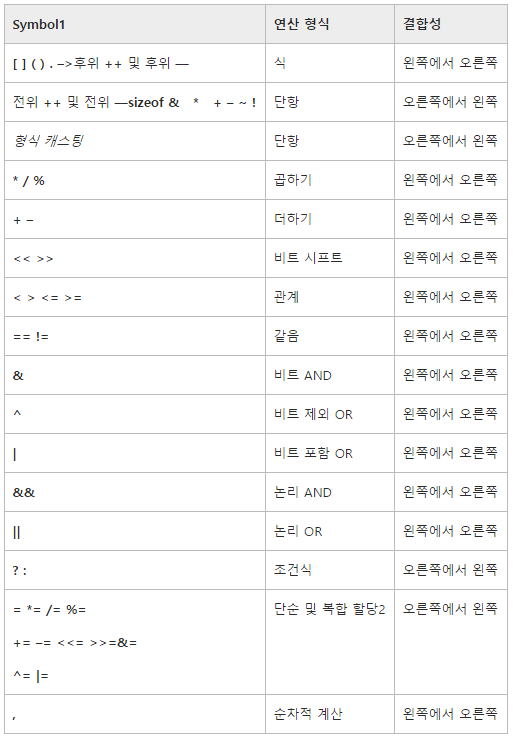 Symbol1 연산 형식 결합성
[ ] ( ) . –>후위 ++ 및 후위 — 식 왼쪽에서 오른쪽
전위 ++ 및 전위 —sizeof & * + – ~ ! 단항 오른쪽에서 왼쪽
형식 캐스팅 단항 오른쪽에서 왼쪽
* / % 곱하기 왼쪽에서 오른쪽
+ – 더하기 왼쪽에서 오른쪽
<< >> 비트 시프트 왼쪽에서 오른쪽
< > <= >= 관계 왼쪽에서 오른쪽
== != 같음 왼쪽에서 오른쪽
& 비트 AND 왼쪽에서 오른쪽
^ 비트 제외 OR 왼쪽에서 오른쪽
| 비트 포함 OR 왼쪽에서 오른쪽
&& 논리 AND 왼쪽에서 오른쪽
|| 논리 OR 왼쪽에서 오른쪽
? : 조건식 오른쪽에서 왼쪽
= *= /= %= 단순 및 복합 할당2 오른쪽에서 왼쪽
+= –= <<= >>=&=
^= |=
, 순차적 계산 왼쪽에서 오른쪽